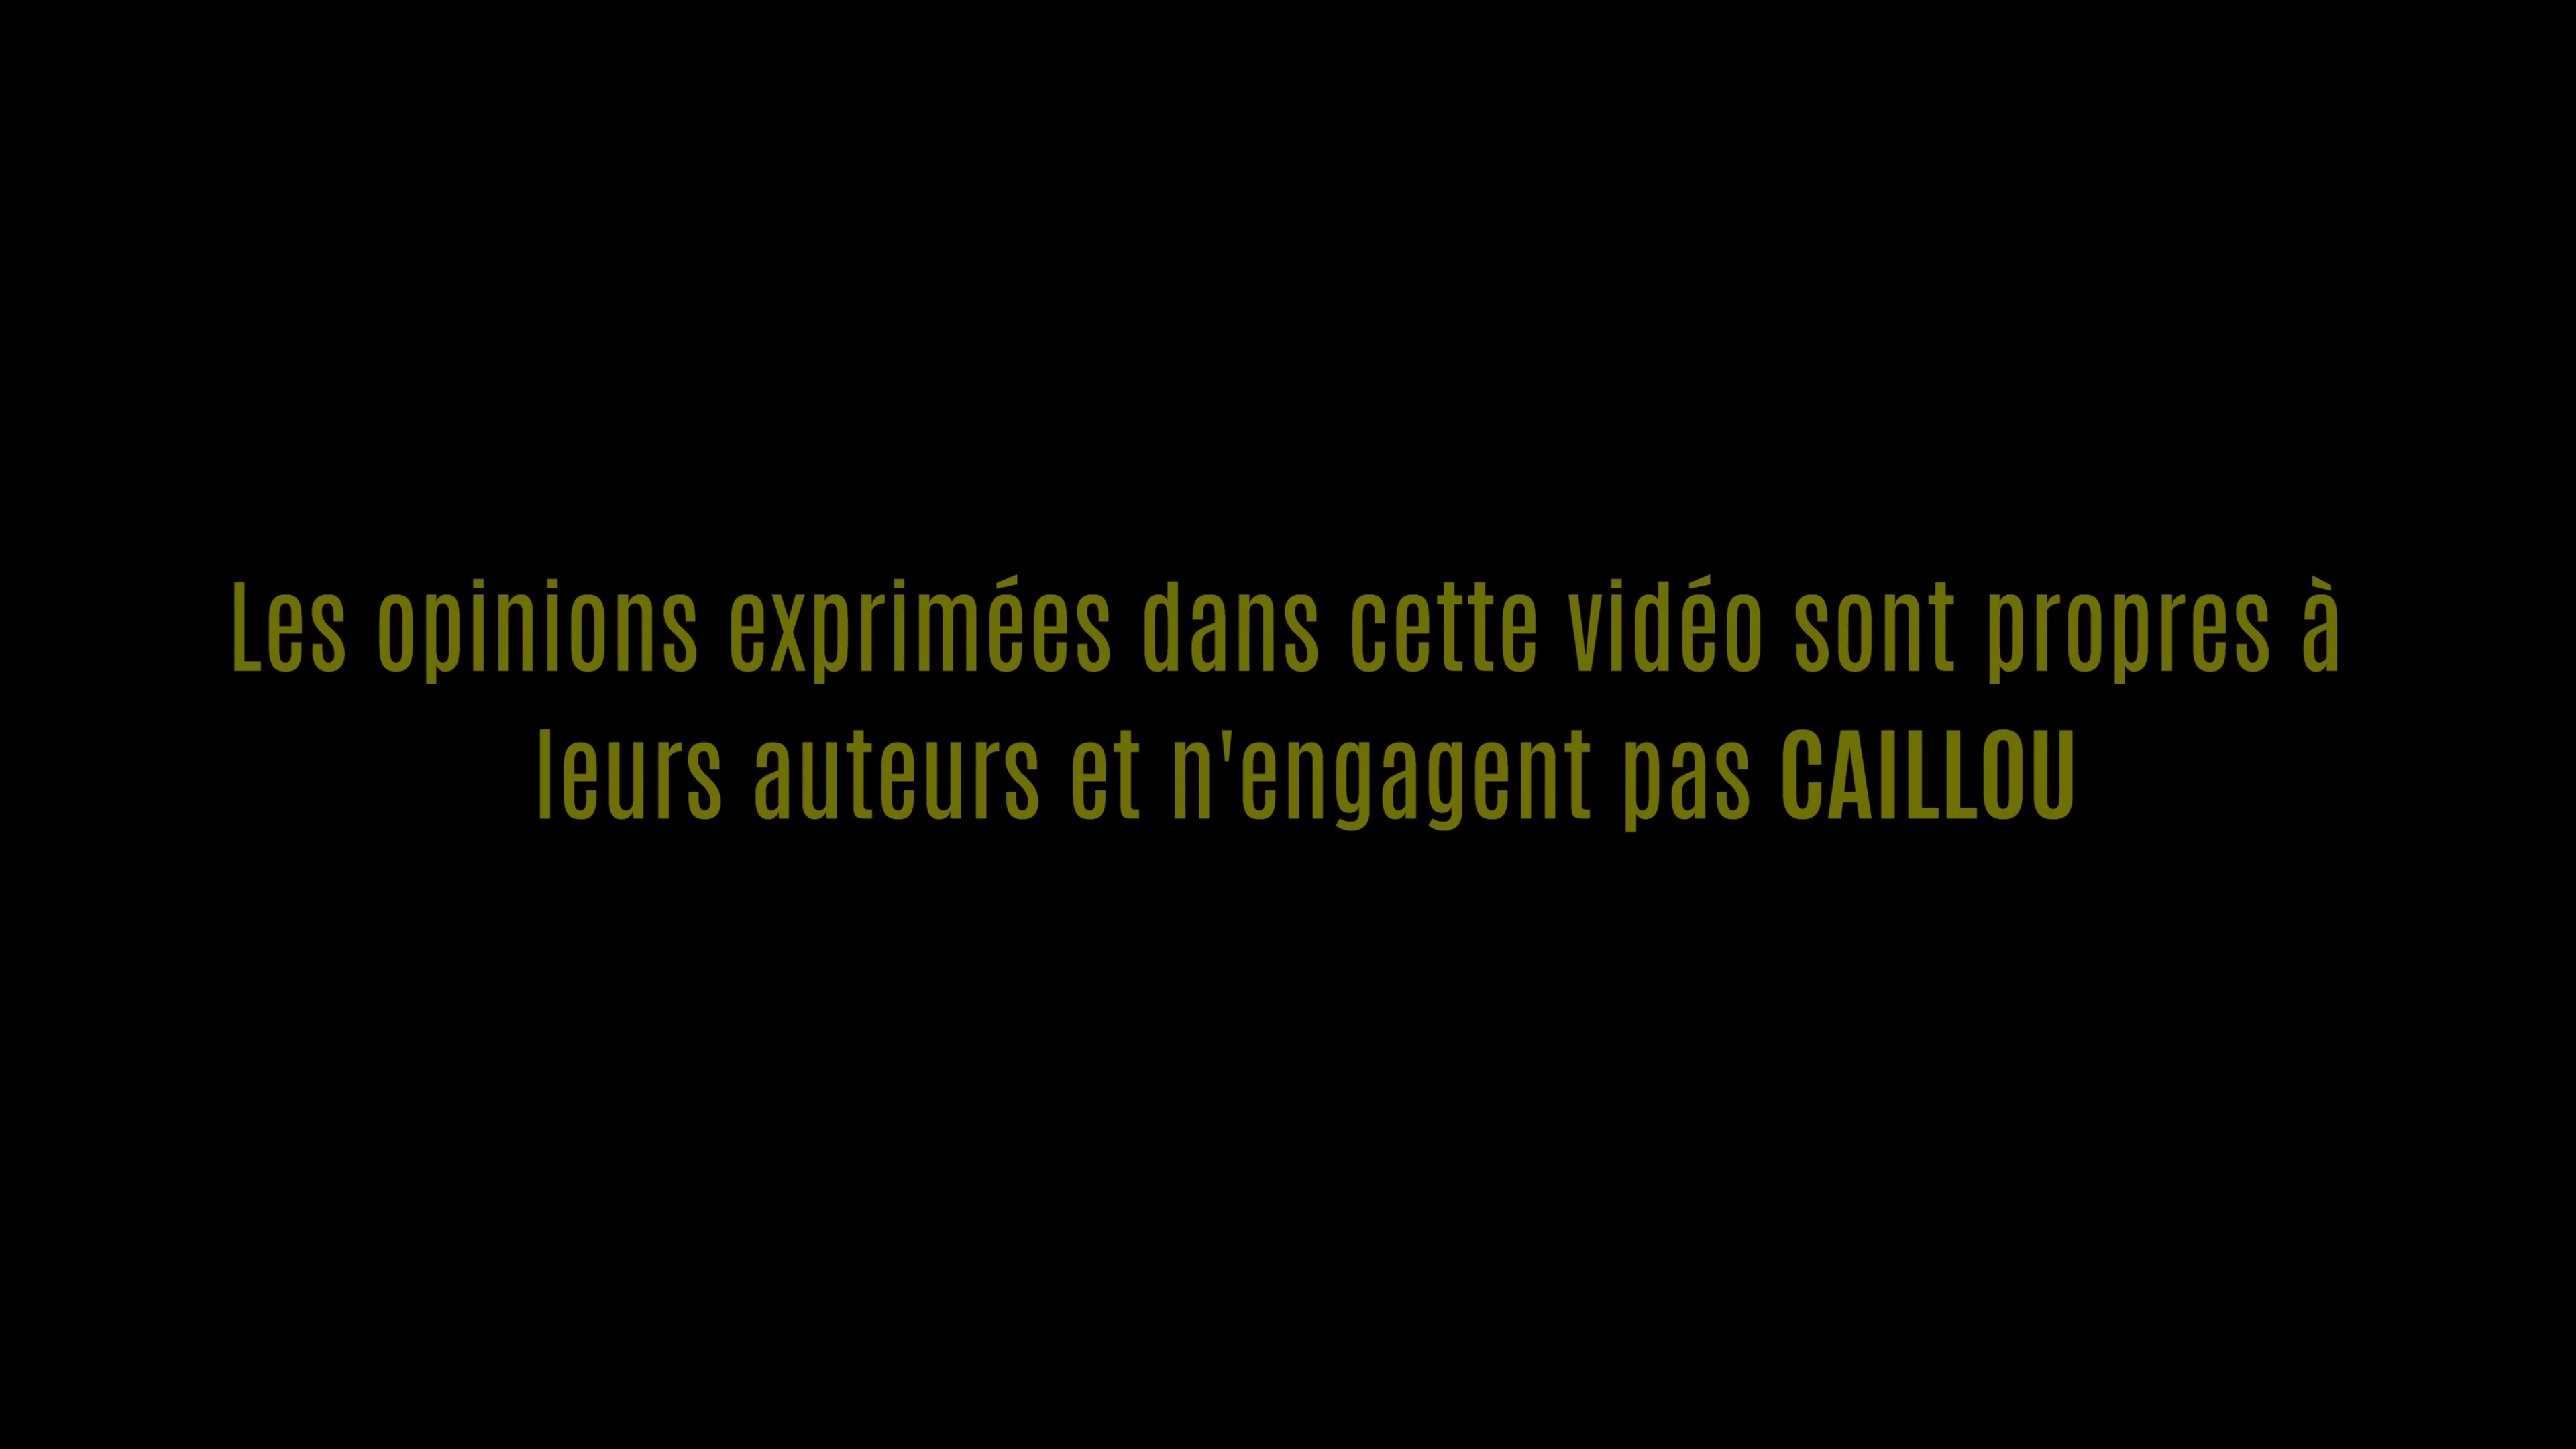 Les opinions exprimées dans cette vidéo sont propres à
leurs auteurs et n'engagent pas CAILLOU